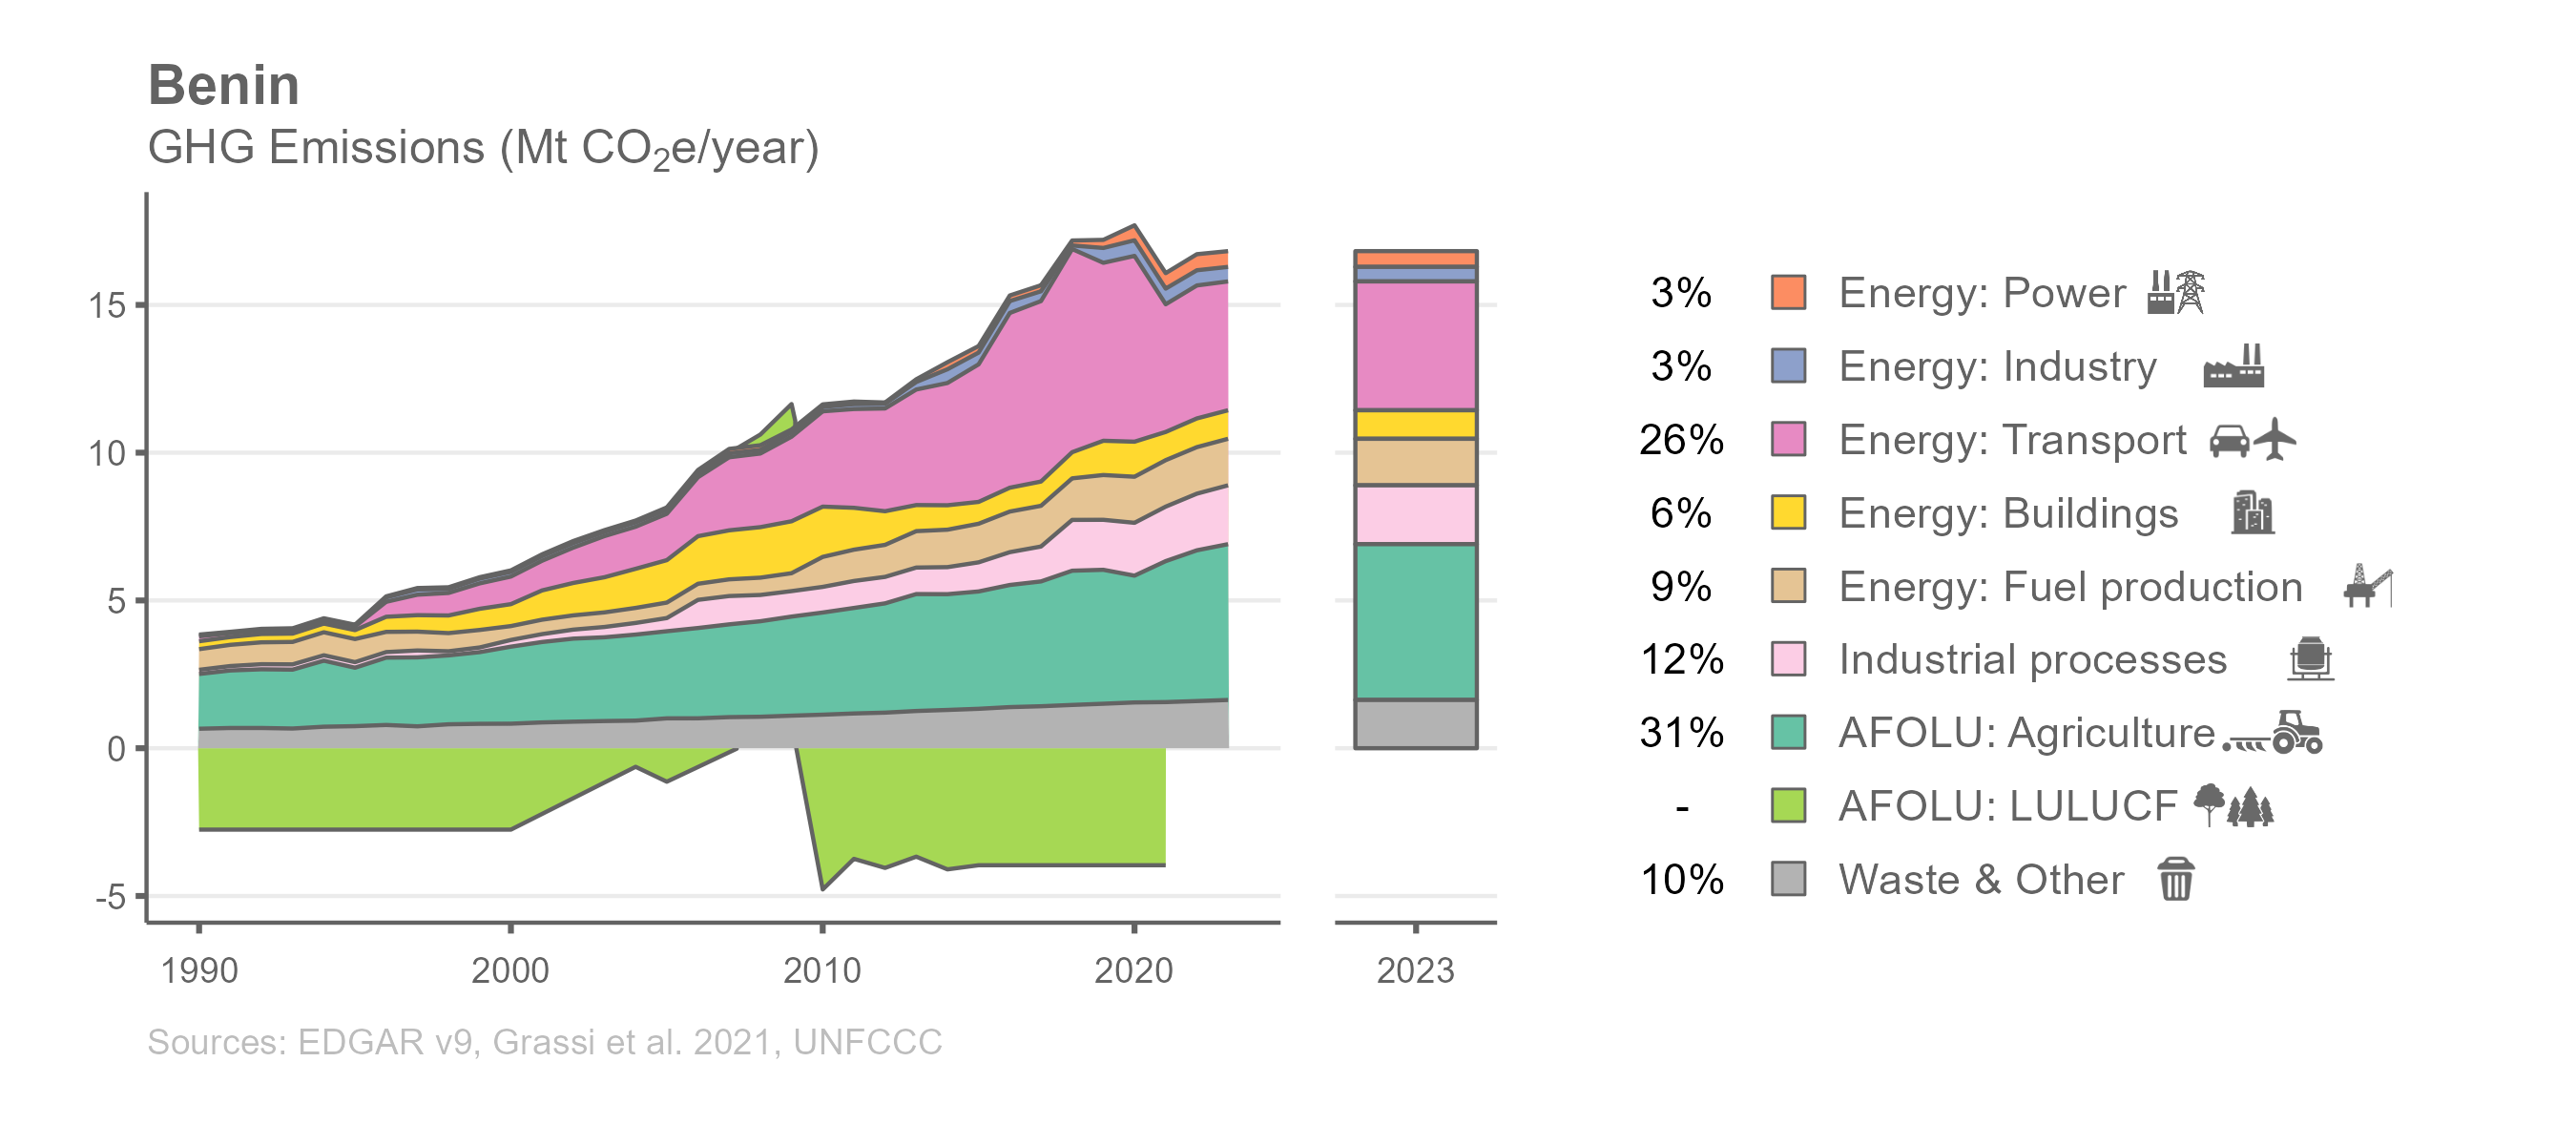 Benin
GHG Emissions (Mt CO₂e/year)
15
10
5
0
-5
1990 2000 2010 2020 2023
3% Energy: Power
3% Energy: Industry
26% Energy: Transport
6% Energy: Buildings
9% Energy: Fuel production
12% Industrial processes
31% AFOLU: Agriculture
- AFOLU: LULUCF
10% Waste & Other
Sources: EDGAR v9, Grassi et al. 2021, UNFCCC